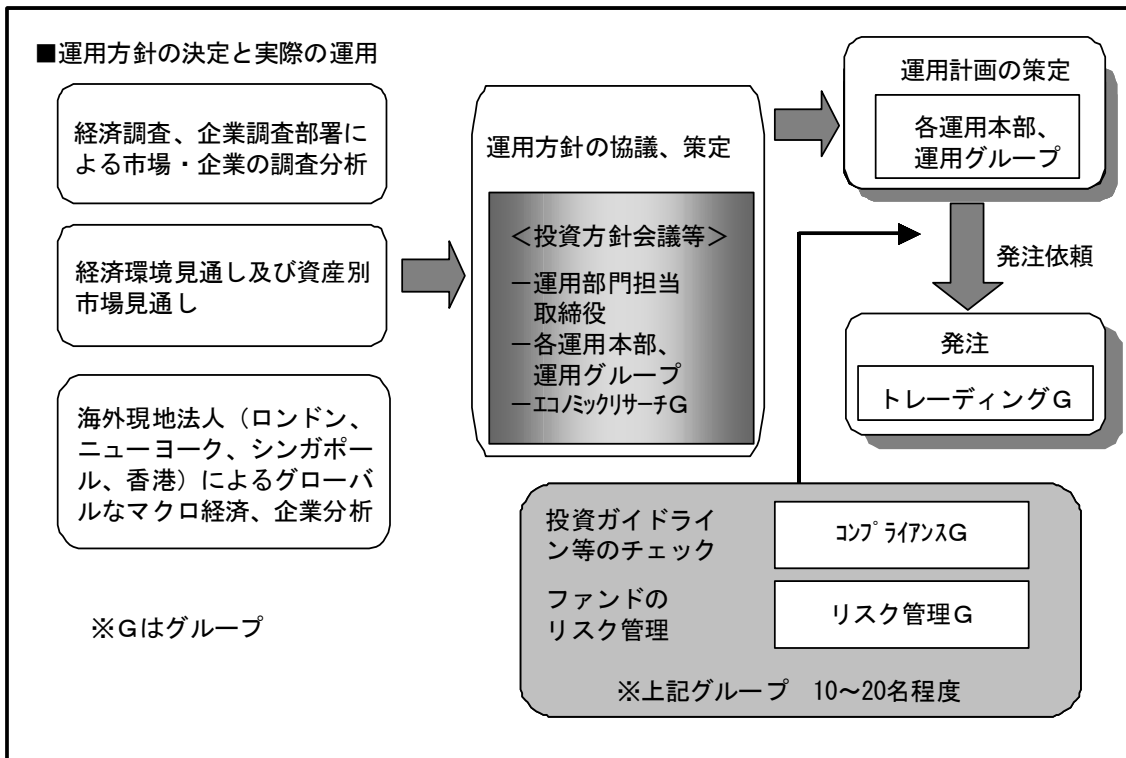 ■運用方針の決定と実際の運用
経済調査、企業調査部署に
よる市場・企業の調査分析
経済環境見通し及び資産別
市場見通し
海外現地法人（ロンドン、
ニューヨーク、シンガポー
ル、香港）によるグローバ
ルなマクロ経済、企業分析
※Gはグループ
運用方針の協議、策定
＜投資方針会議等＞
－運用部門担当
取締役
－各運用本部、
運用グループ
－ｴｺﾉﾐｯｸﾘｻｰﾁG
運用計画の策定
各運用本部、
運用グループ
発注依頼
発注
トレーディングG
投資ガイドライ
ン等のチェック
ｺﾝﾌﾟﾗｲｱﾝｽG
ファンドの
リスク管理
リスク管理G
※上記グループ　10～20名程度